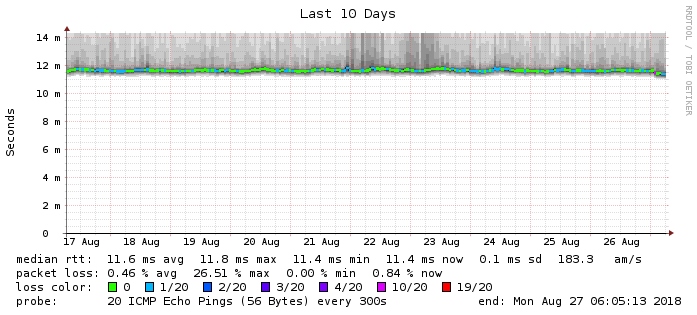 Last 10 Days
RRDTOOL / TOBI OETIKER
Seconds
14 m
12 m
10 m
8 m
6 m
4 m
2 m
0
17 Aug 18 Aug 19 Aug 20 Aug 21 Aug 22 Aug 23 Aug 24 Aug 25 Aug 26 Aug
median rtt: 11.6 ms avg 11.8 ms max 11.4 ms min 11.4 ms now 0.1 ms sd 183.3 am/s
packet loss: 0.46 % avg 26.51 % max 0.00 % min 0.84 % now
loss color: 0 1/20 2/20 3/20 4/20 10/20 19/20
probe: 20 ICMP Echo Pings (56 Bytes) every 300s end: Mon Aug 27 06:05:13 2018